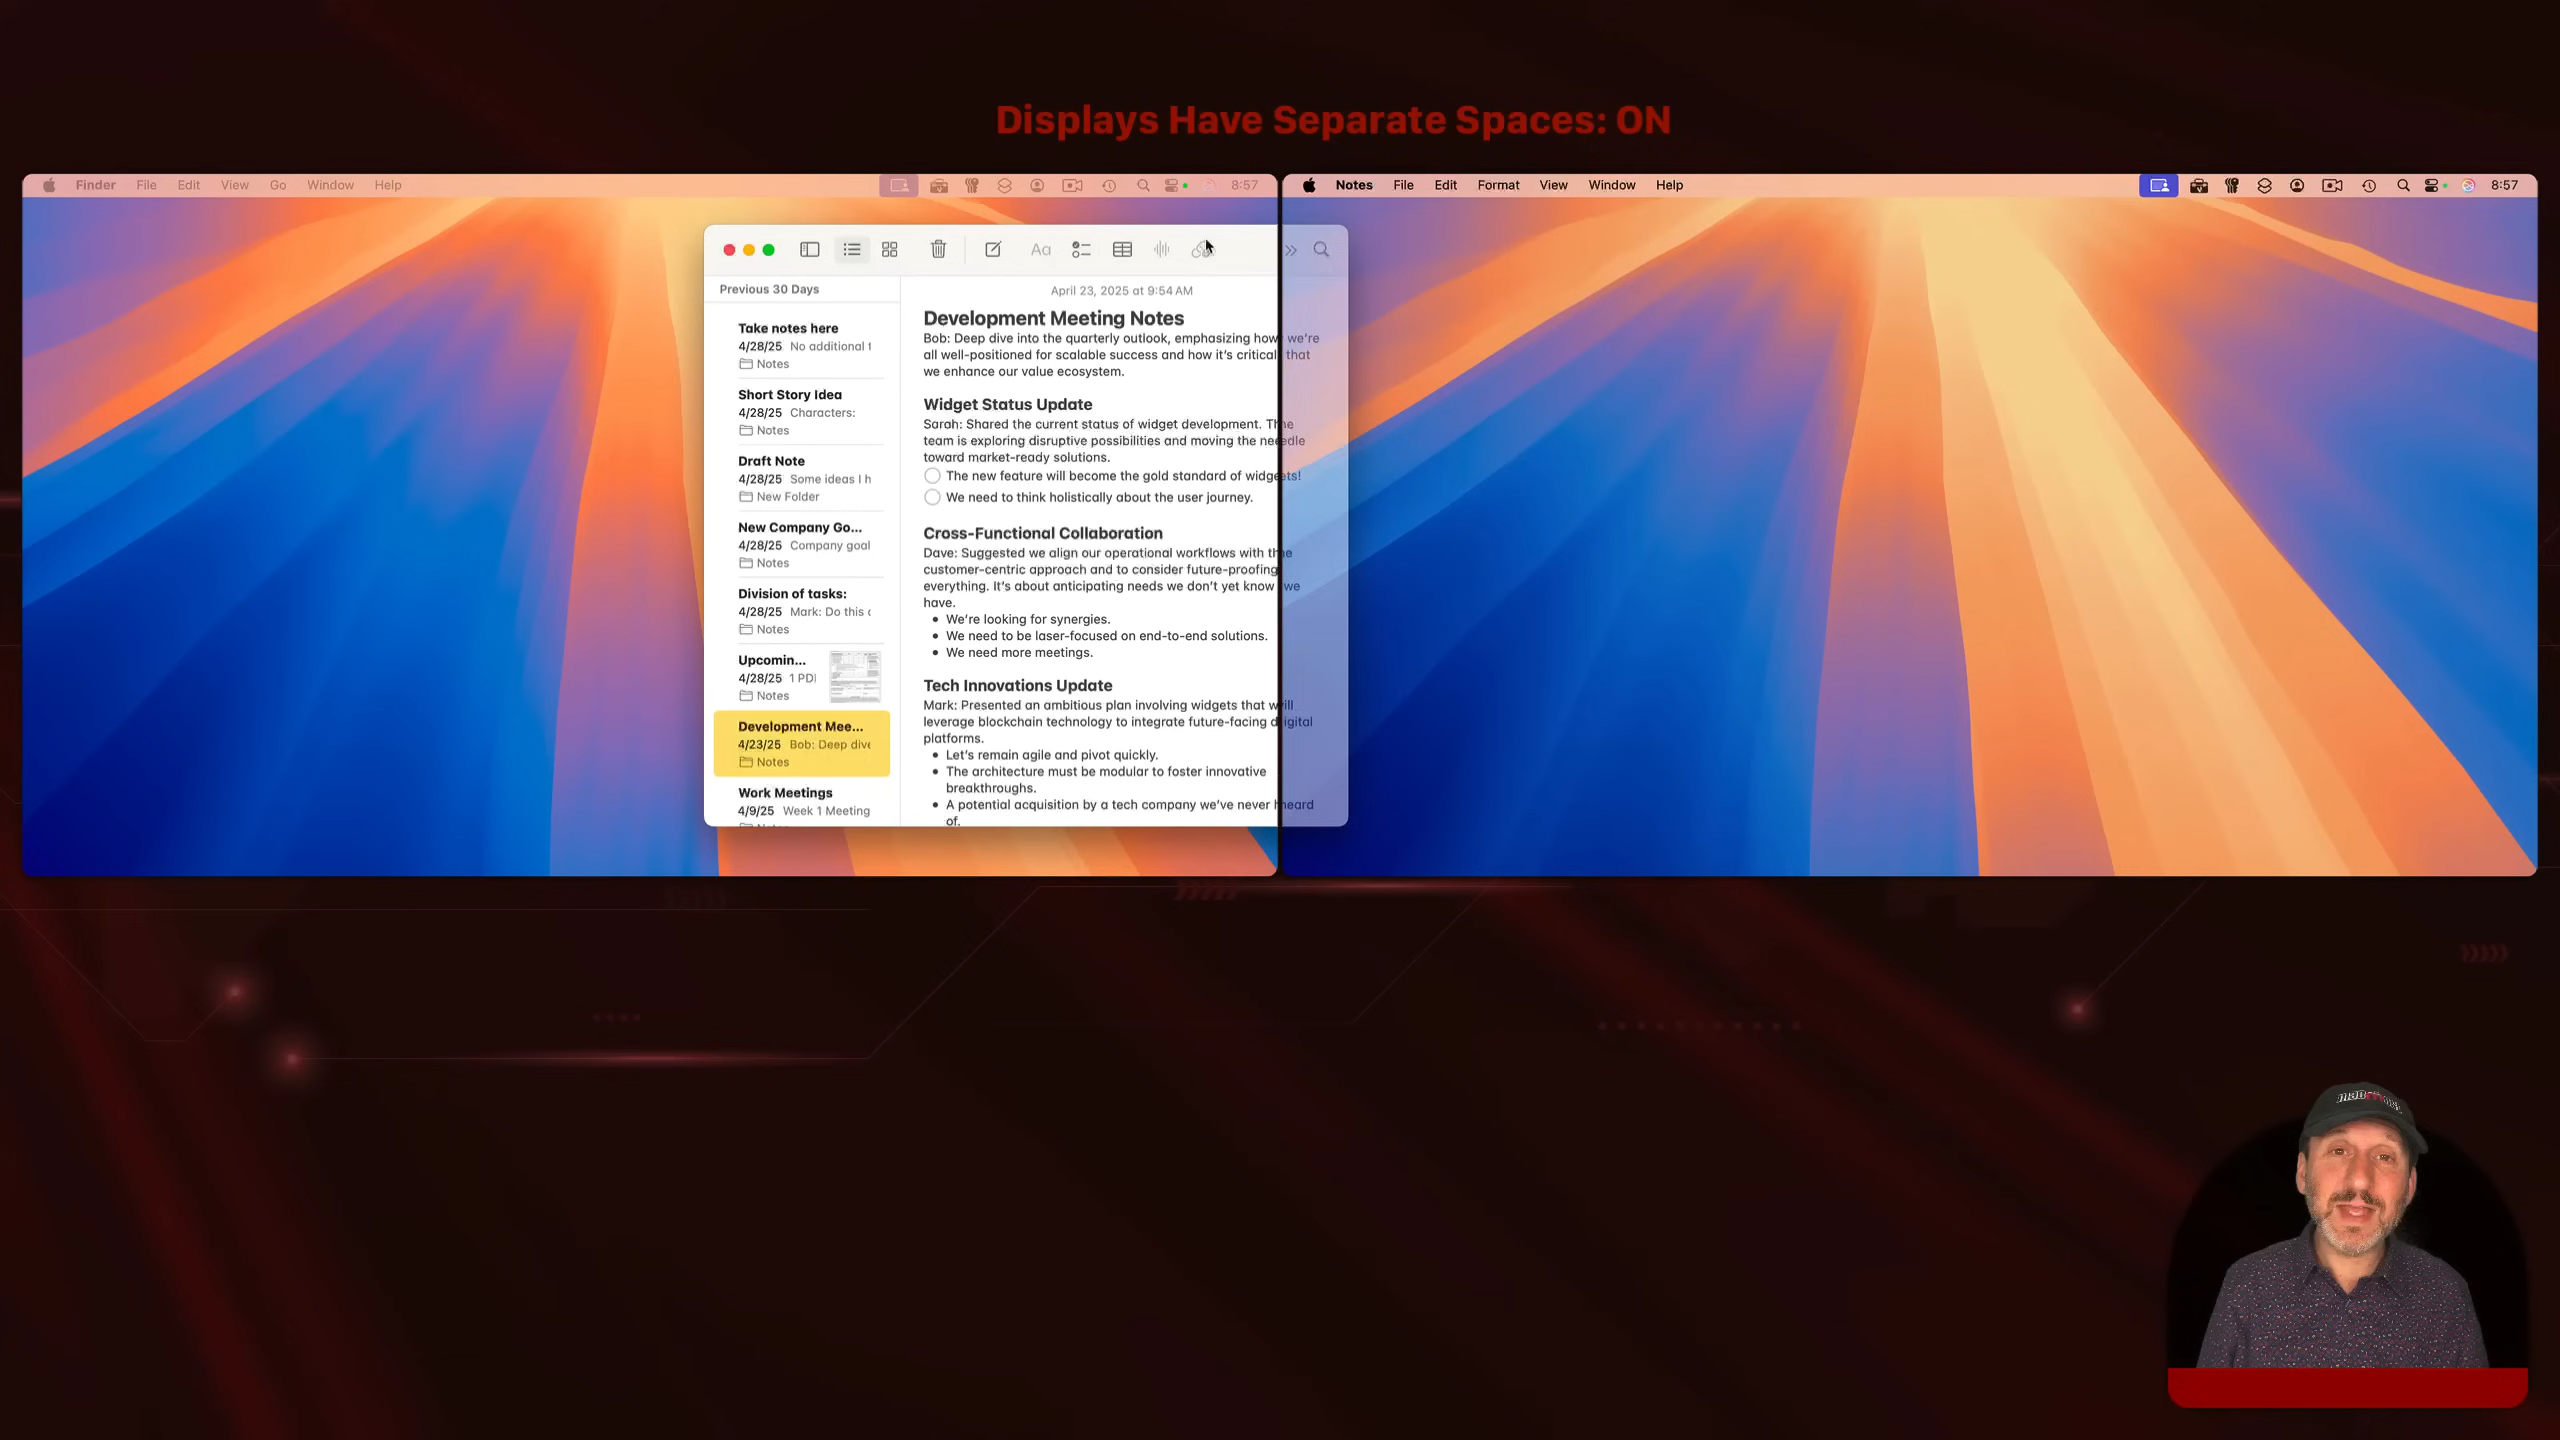 Displays Have Separate Spaces: ON
Finder File Edit View Go Window Help 8:57
Notes File Edit Format View Window Help 8:57
Aa
Previous 30 Days
Take notes here
4/28/25 No additional t
Notes
Short Story Idea
4/28/25 Characters:
Notes
Draft Note
4/28/25 Some ideas I h
New Folder
New Company Go...
4/28/25 Company goal
Notes
Division of tasks:
4/28/25 Mark: Do this
Notes
Upcomin...
4/28/25 1 PDF
Notes
Development Mee...
4/23/25 Bob: Deep dive
Notes
Work Meetings
4/9/25 Week 1 Meeting
April 23, 2025 at 9:54 AM
Development Meeting Notes
Bob: Deep dive into the quarterly outlook, emphasizing how we're
all well-positioned for scalable success and how it's critical that
we enhance our value ecosystem.
Widget Status Update
Sarah: Shared the current status of widget development. The
team is exploring disruptive possibilities and moving the needle
toward market-ready solutions.
The new feature will become the gold standard of widgets!
We need to think holistically about the user journey.
Cross-Functional Collaboration
Dave: Suggested we align our operational workflows with the
customer-centric approach and to consider future-proofing
everything. It's about anticipating needs we don't yet know we
have.
• We're looking for synergies.
• We need to be laser-focused on end-to-end solutions.
• We need more meetings.
Tech Innovations Update
Mark: Presented an ambitious plan involving widgets that will
leverage blockchain technology to integrate future-facing digital
platforms.
• Let's remain agile and pivot quickly.
• The architecture must be modular to foster innovative
breakthroughs.
• A potential acquisition by a tech company we've never heard
of.